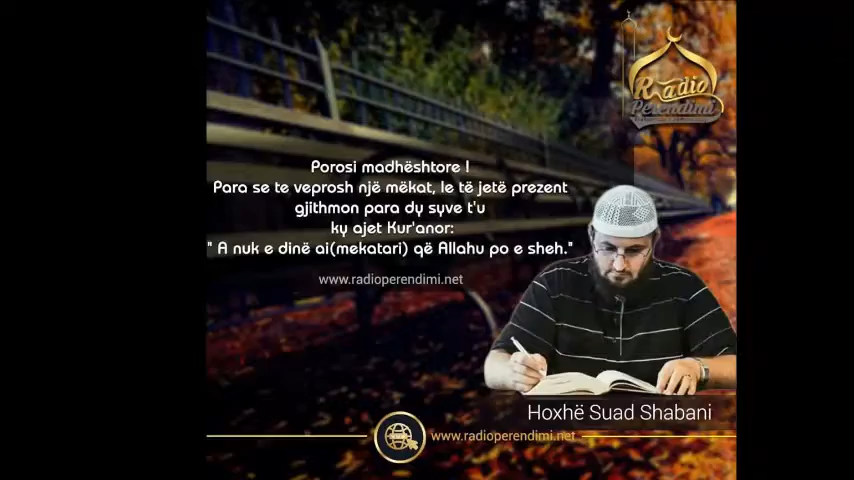 Radio
Perendimi
Porosi madhështore !
Para se te veprosh një mëkat, le të jetë prezent
gjithmon para dy syve t'u
ky ajet Kur'anor:
" A nuk e dinë ai(mekatari) që Allahu po e sheh."
www.radioperendimi.net
Hoxhë Suad Shabani
www.radioperendimi.net